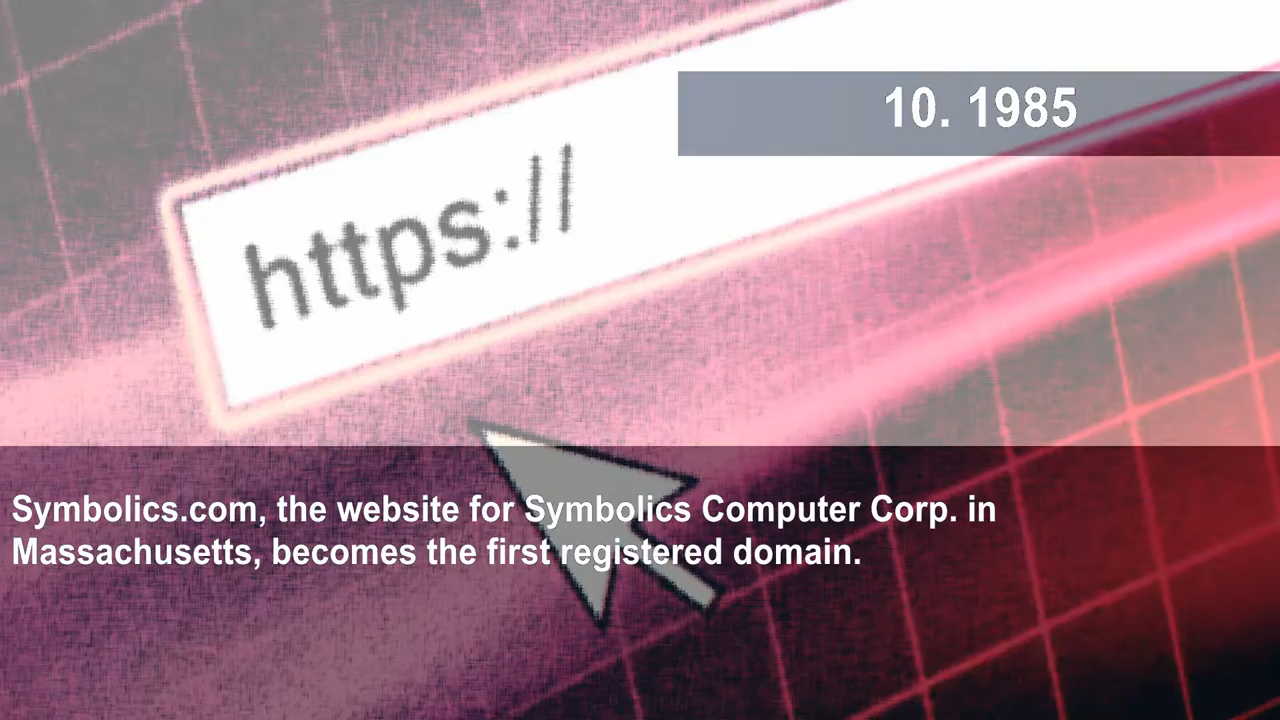 10. 1985
https://
Symbolics.com, the website for Symbolics Computer Corp. in
Massachusetts, becomes the first registered domain.